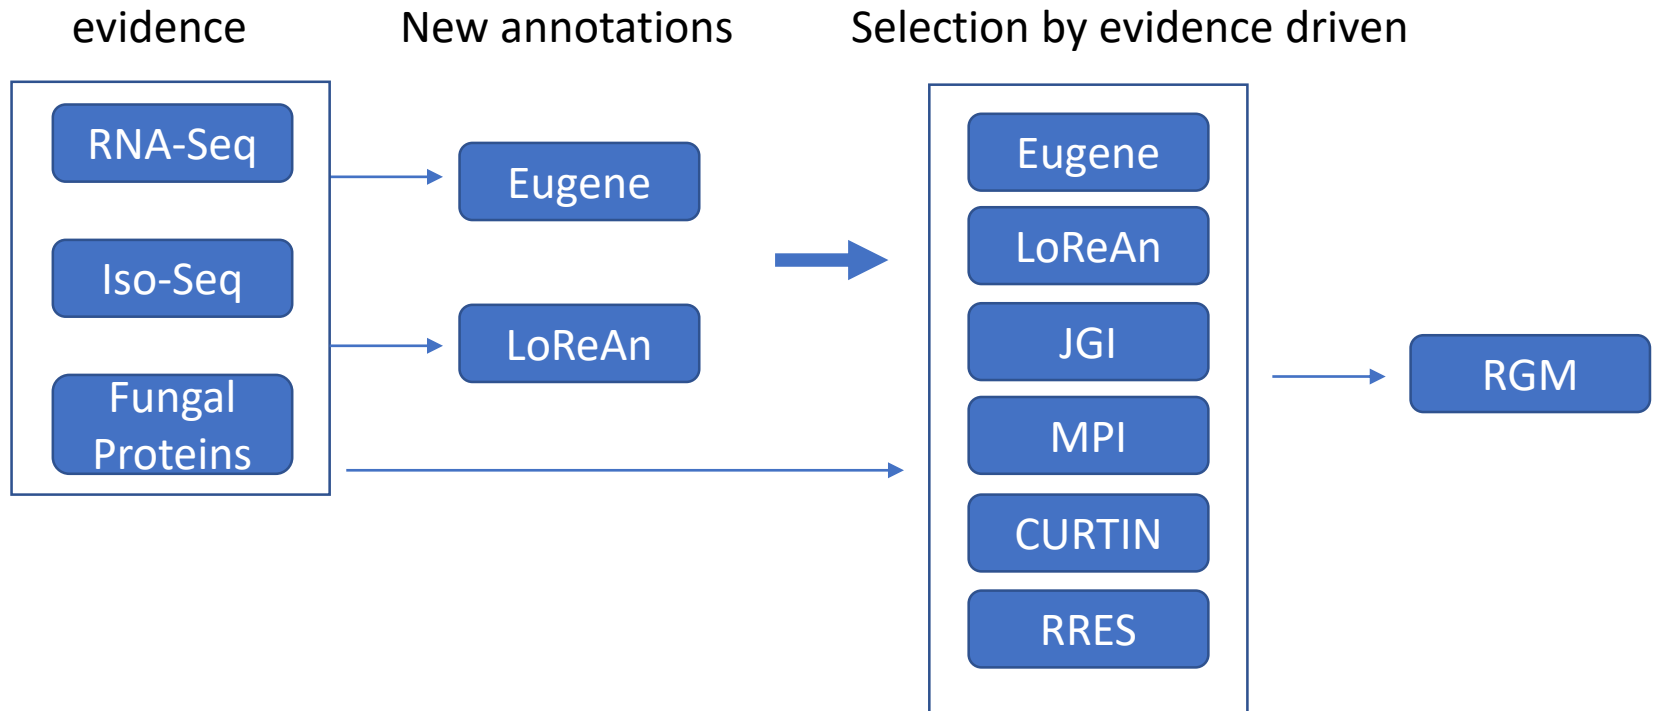 evidence
New annotations
Selection by evidence driven
RNA-Seq
Iso-Seq
Fungal
Proteins
Eugene
LoReAn
Eugene
LoReAn
JGI
MPI
CURTIN
RRES
RGM